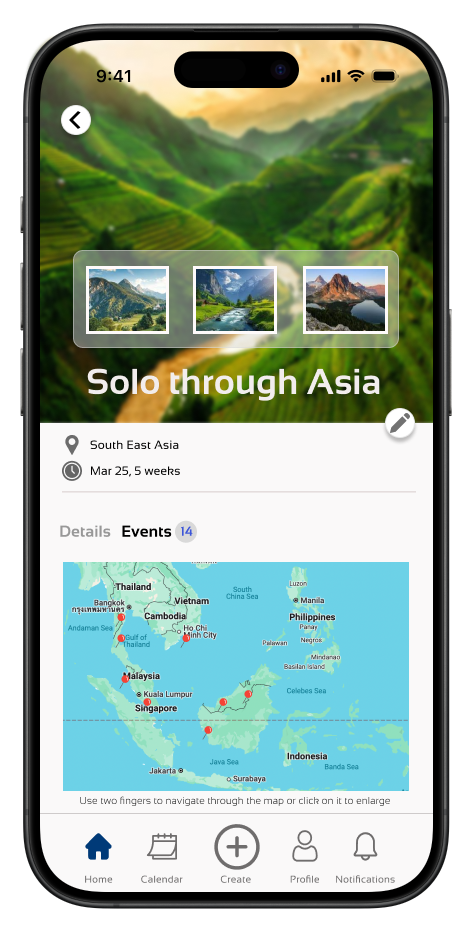 9:41
Solo through Asia
South East Asia
Mar 25, 5 weeks
Details Events 14
Thailand
Bangkok
กรุงเทพมหานคร
Vietnam
Cambodia
Ho Chi
Minh City
Andaman Sea
Gulf of
Thailand
South
China Sea
Luzon
Manila
Philippines
Panay
Negros
Palawan
Mindanao
Basilan Island
Malaysia
Kuala Lumpur
Singapore
Celebes Sea
Indonesia
Java Sea
Banda Sea
Jakarta
Surabaya
Use two fingers to navigate through the map or click on it to enlarge
Home Calendar Create Profile Notifications